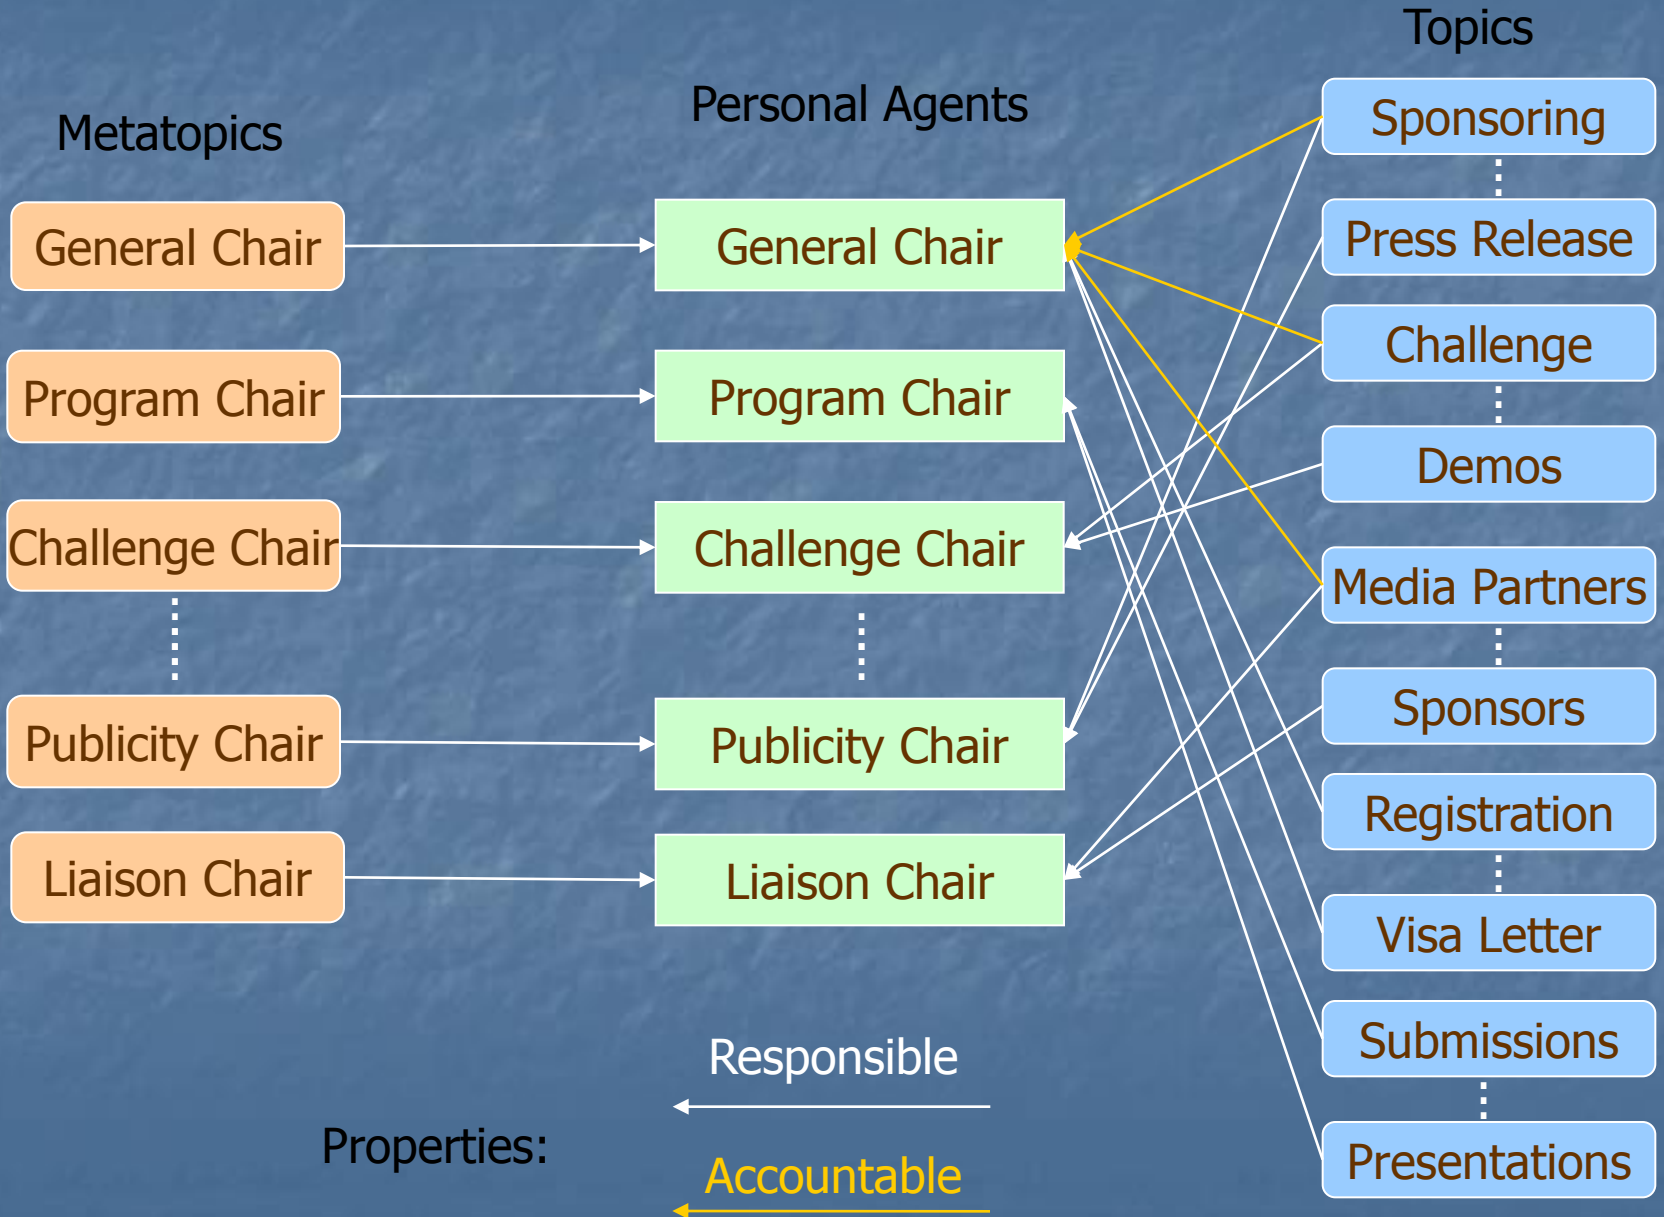 Topics
Personal Agents
Metatopics
General Chair
Program Chair
Challenge Chair
Publicity Chair
Liaison Chair
General Chair
Program Chair
Challenge Chair
Publicity Chair
Liaison Chair
Sponsoring
Press Release
Challenge
Demos
Media Partners
Sponsors
Registration
Visa Letter
Submissions
Presentations
Properties:
Responsible
Accountable